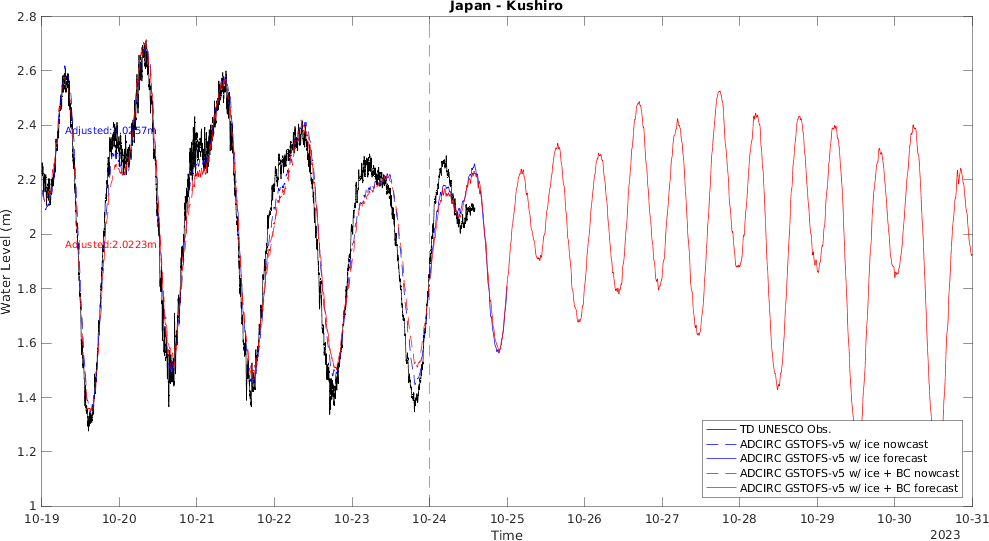 Japan - Kushiro
Water Level (m)
2.8
2.6
2.4
2.2
2
1.8
1.6
1.4
1.2
1
Adjusted:2.0257m
Adjusted:2.0223m
TD UNESCO Obs.
ADCIRC GSTOFS-v5 w/ ice nowcast
ADCIRC GSTOFS-v5 w/ ice forecast
ADCIRC GSTOFS-v5 w/ ice + BC nowcast
ADCIRC GSTOFS-v5 w/ ice + BC forecast
10-19 10-20 10-21 10-22 10-23 10-24 10-25 10-26 10-27 10-28 10-29 10-30 10-31
Time
2023